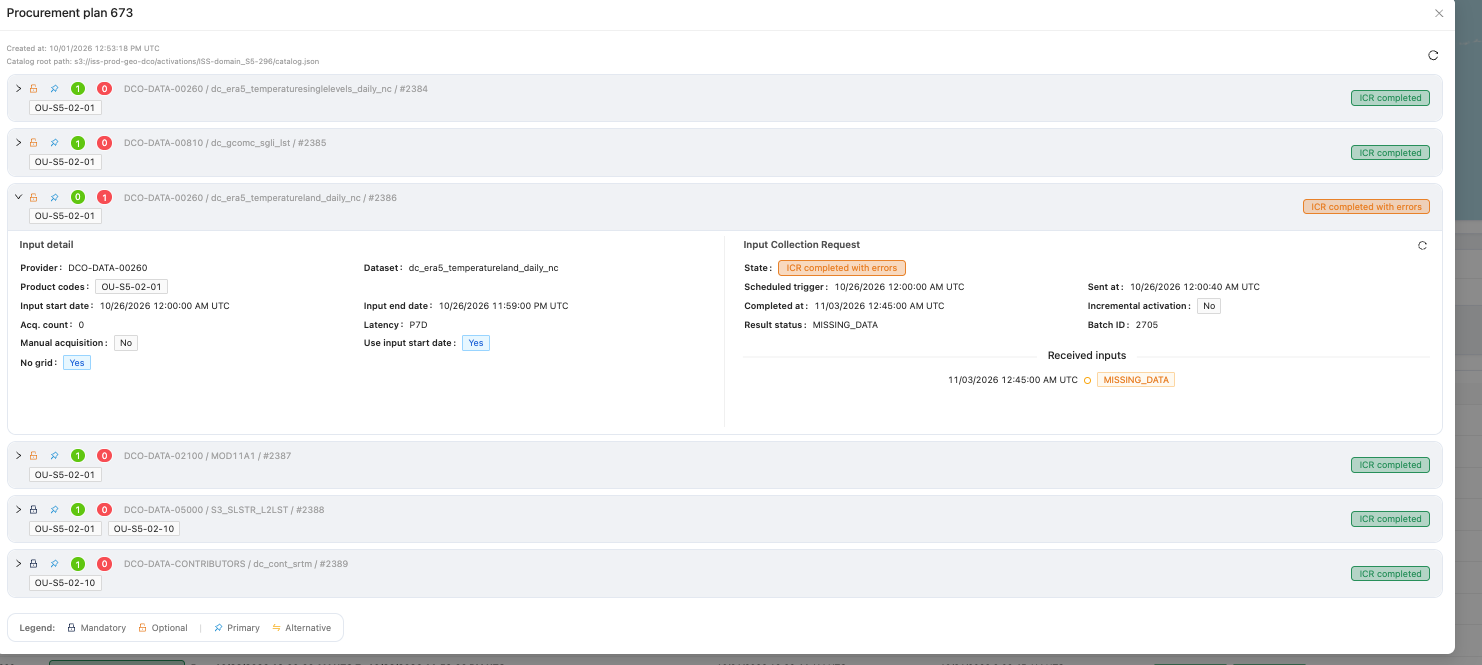 Procurement plan 673
Created at: 10/01/2026 12:53:18 PM UTC
Catalog root path: s3://iss-prod-geo-dco/activations/ISS-domain_S5-296/catalog.json
1 0 DCO-DATA-00260 / dc_era5_temperaturesinglelevels_daily_nc / #2384
OU-S5-02-01
ICR completed
1 0 DCO-DATA-00810 / dc_gcomc_sgli_lst / #2385
OU-S5-02-01
ICR completed
0 1 DCO-DATA-00260 / dc_era5_temperatureland_daily_nc / #2386
OU-S5-02-01
ICR completed with errors
Input detail
Provider: DCO-DATA-00260
Dataset: dc_era5_temperatureland_daily_nc
Product codes: OU-S5-02-01
Input start date: 10/26/2026 12:00:00 AM UTC
Input end date: 10/26/2026 11:59:00 PM UTC
Acq. count: 0
Latency: P7D
Manual acquisition: No
Use input start date: Yes
No grid: Yes
Input Collection Request
State: ICR completed with errors
Scheduled trigger: 10/26/2026 12:00:00 AM UTC
Sent at: 10/26/2026 12:00:40 AM UTC
Completed at: 11/03/2026 12:45:00 AM UTC
Incremental activation: No
Result status: MISSING_DATA
Batch ID: 2705
Received inputs
11/03/2026 12:45:00 AM UTC MISSING_DATA
1 0 DCO-DATA-02100 / MOD11A1 / #2387
OU-S5-02-01
ICR completed
1 0 DCO-DATA-05000 / S3_SLSTR_L2LST / #2388
OU-S5-02-01 OU-S5-02-10
ICR completed
1 0 DCO-DATA-CONTRIBUTORS / dc_cont_srtm / #2389
OU-S5-02-10
ICR completed
Legend: Mandatory Optional | Primary Alternative